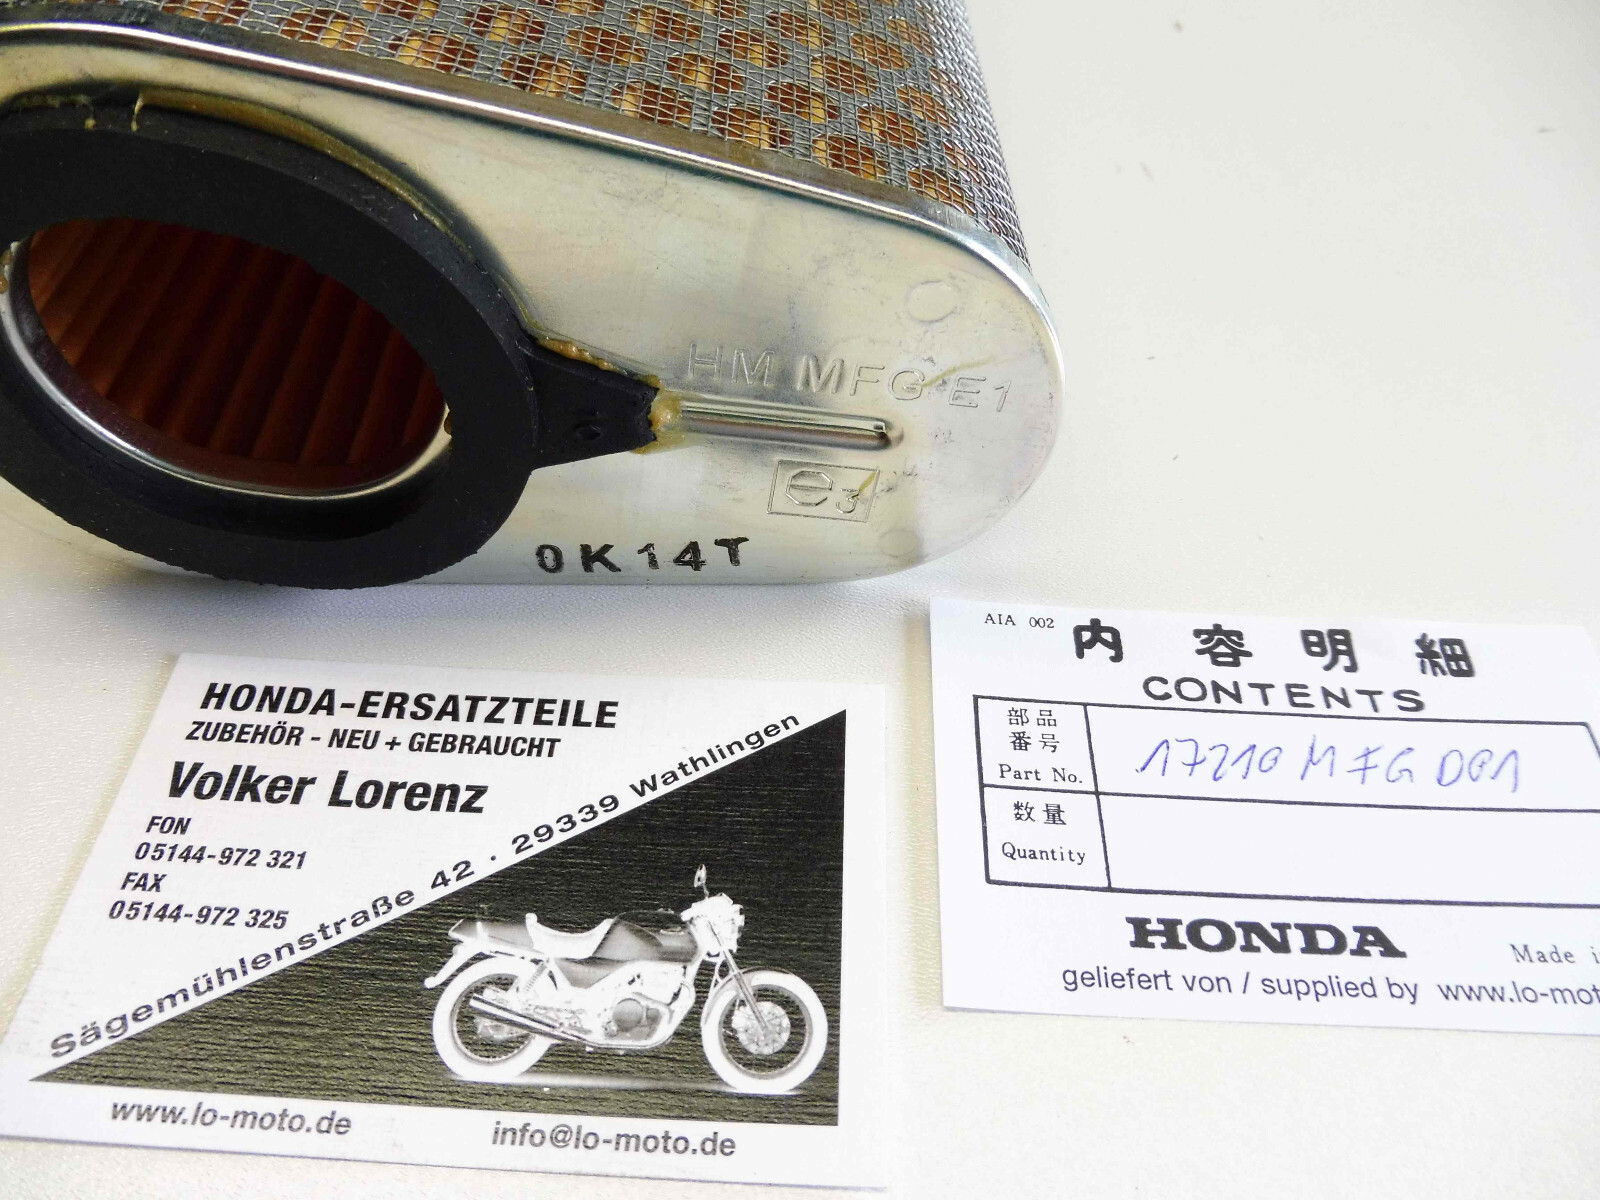 HM MFG E1
e3
0K14T
HONDA-ERSATZTEILE
ZUBEHÖR - NEU + GEBRAUCHT
Volker Lorenz
FON
05144-972 321
FAX
05144-972 325
Sägemühlenstraße 42 · 29339 Wathlingen
www.lo-moto.de
info@lo-moto.de
AIA 002
内容明細
CONTENTS
部品
番号
Part No.
17210 MFG D01
数量
Quantity
HONDA
Made
geliefert von / supplied by www.lo-mot